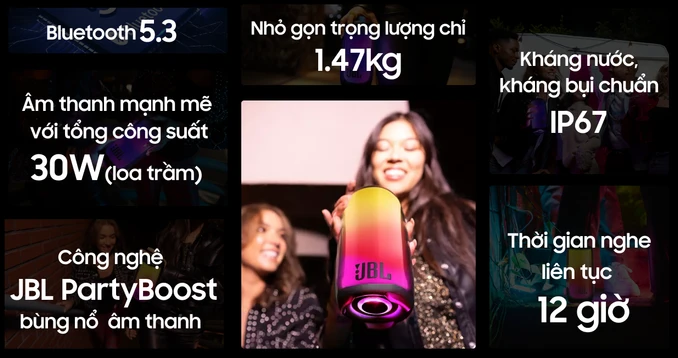 Bluetooth 5.3
Âm thanh mạnh mẽ
với tổng công suất
30W (loa trầm)
Công nghệ
JBL PartyBoost
bùng nổ âm thanh
Nhỏ gọn trọng lượng chỉ
1.47kg
JBL
Kháng nước,
kháng bụi chuẩn
IP67
Thời gian nghe
liên tục
12 giờ